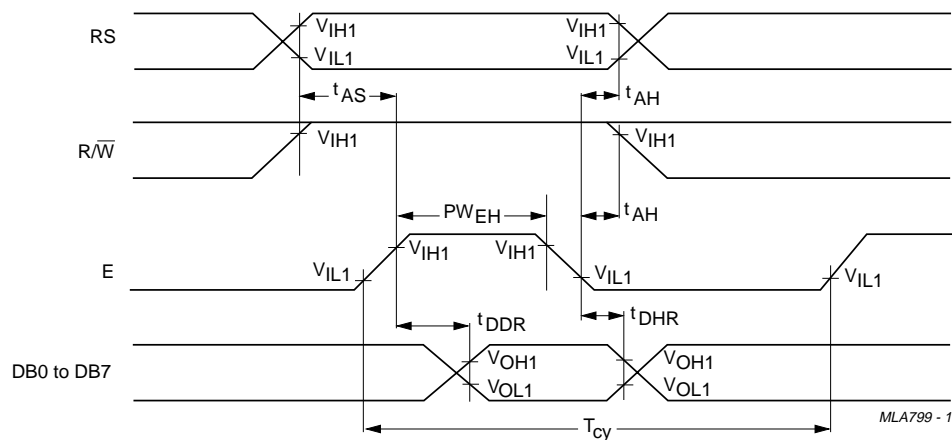 RS
VIH1
VIL1
VIH1
VIL1
tAS
tAH
R/W̅
VIH1
VIH1
PWEH
tAH
E
VIL1
VIH1
VIH1
VIL1
VIL1
tDDR
tDHR
DB0 to DB7
VOH1
VOL1
VOH1
VOL1
Tcy
MLA799 - 1